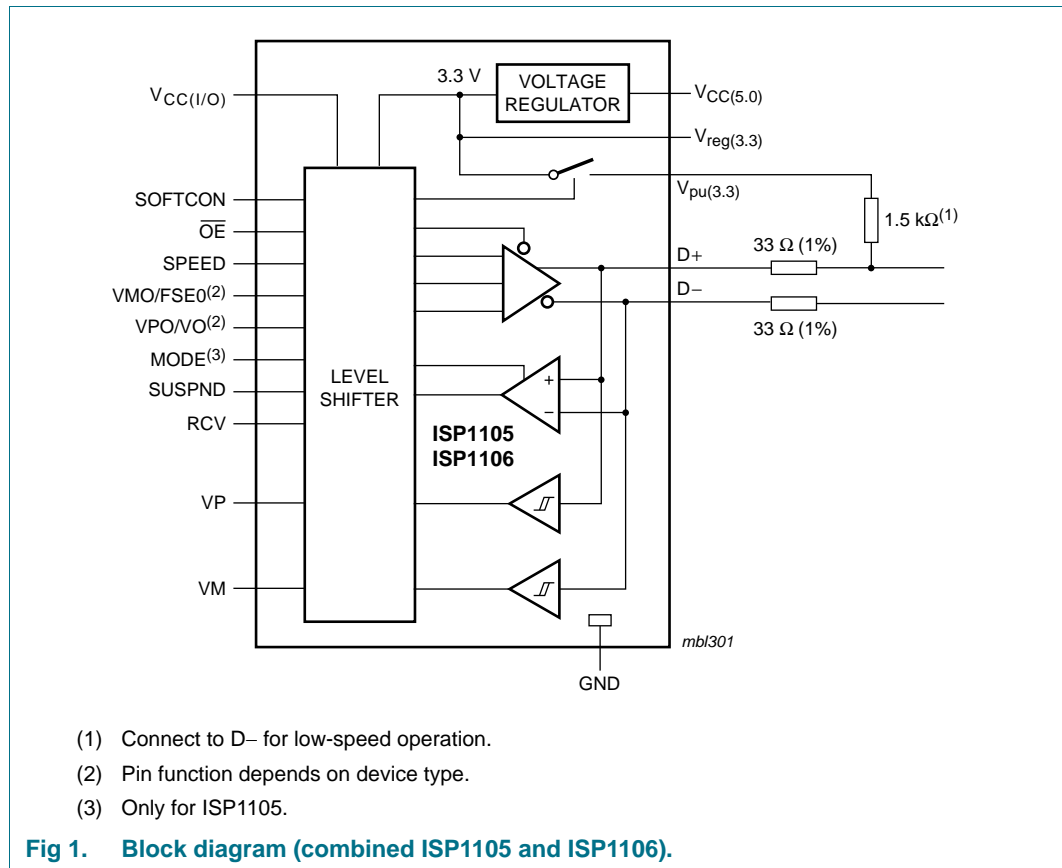 3.3 V
VOLTAGE
REGULATOR
VCC(I/O)
VCC(5.0)
Vreg(3.3)
Vpu(3.3)
SOFTCON
OE
SPEED
VMO/FSE0(2)
VPO/VO(2)
MODE(3)
SUSPND
RCV
VP
VM
LEVEL
SHIFTER
1.5 kΩ(1)
D+
33 Ω (1%)
D−
33 Ω (1%)
+
−
ISP1105
ISP1106
mbl301
GND
(1) Connect to D− for low-speed operation.
(2) Pin function depends on device type.
(3) Only for ISP1105.
Fig 1. Block diagram (combined ISP1105 and ISP1106).